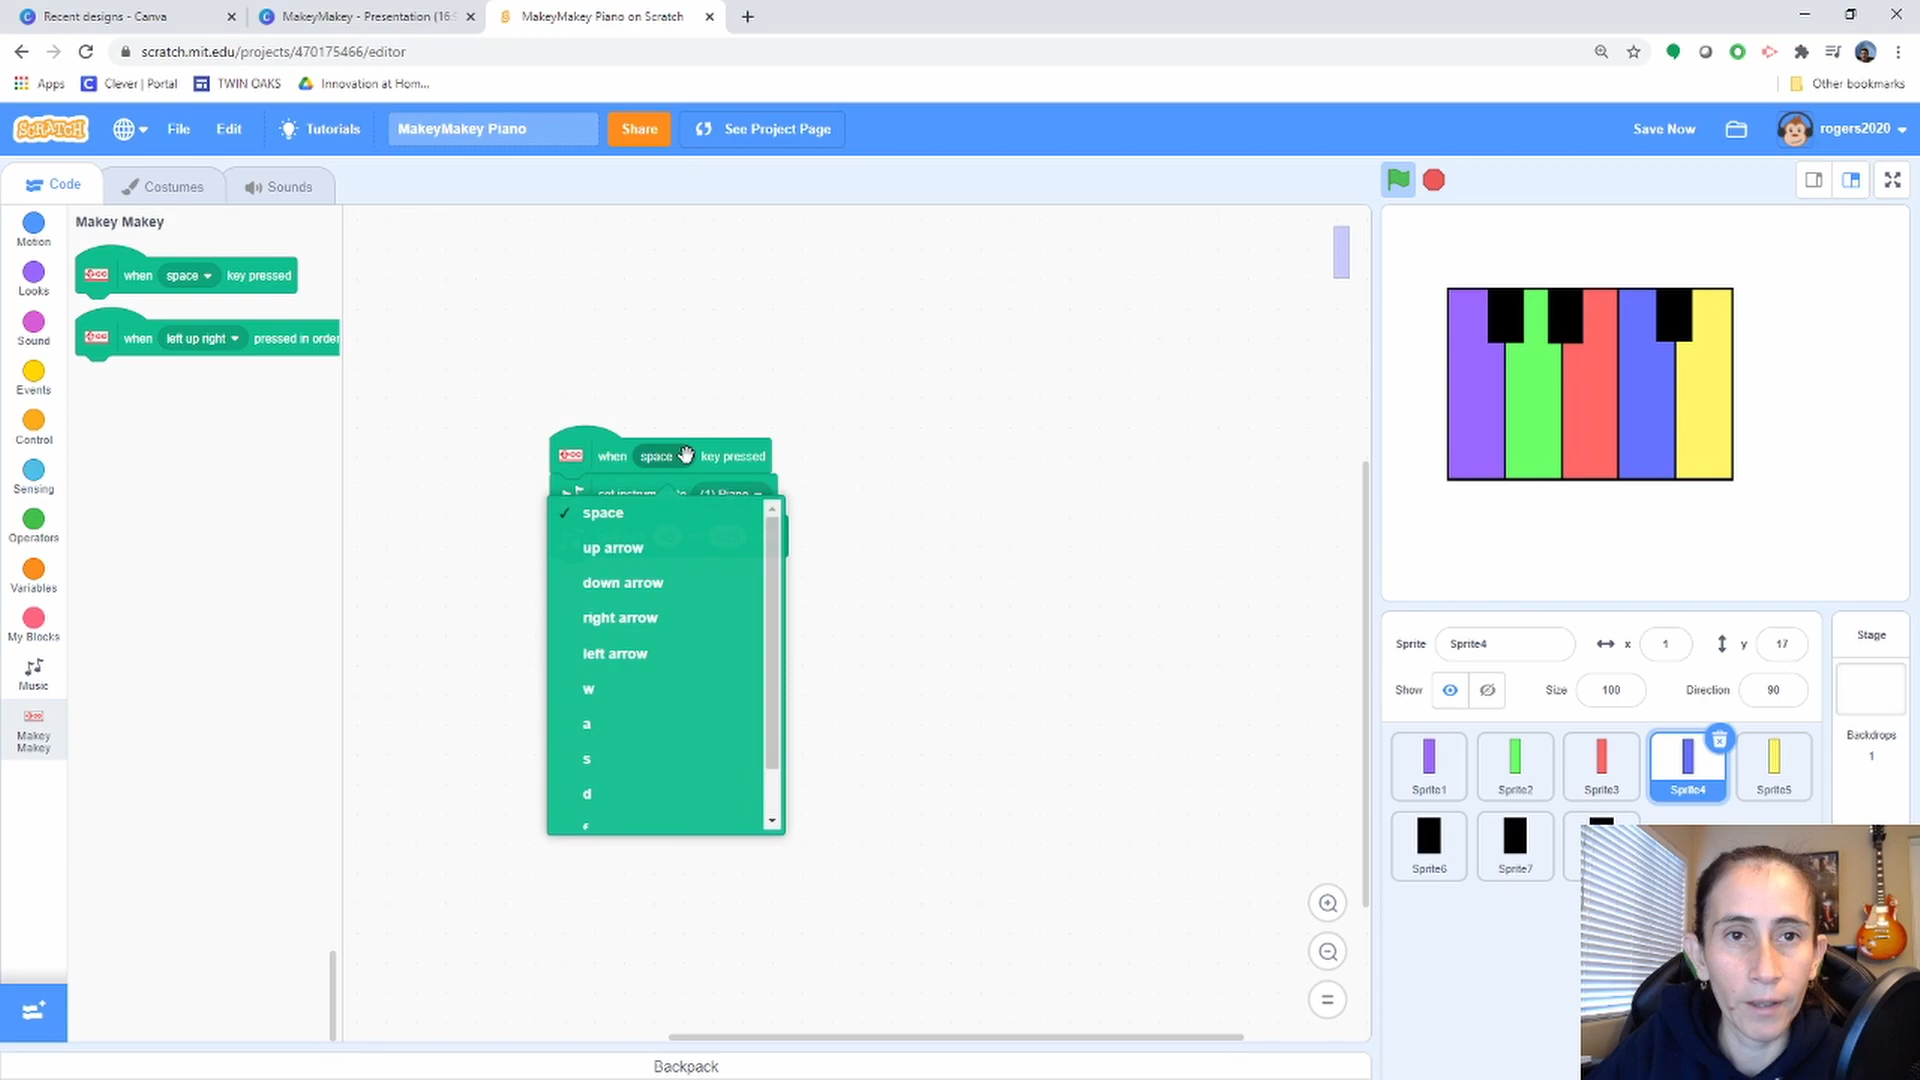 Recent designs - Canva
MakeyMakey - Presentation (16:9
MakeyMakey Piano on Scratch
scratch.mit.edu/projects/470175466/editor
Apps
Clever | Portal
TWIN OAKS
Innovation at Hom...
Other bookmarks
SCRATCH
File
Edit
Tutorials
MakeyMakey Piano
Share
See Project Page
Save Now
rogers2020
Code
Costumes
Sounds
Motion
Looks
Sound
Events
Control
Sensing
Operators
Variables
My Blocks
Music
Makey
Makey
Makey Makey
when space key pressed
when left up right pressed in order
when space key pressed
(1) Piano
space
up arrow
down arrow
right arrow
left arrow
w
a
s
d
Sprite
Sprite4
x
1
y
17
Show
Size
100
Direction
90
Sprite1
Sprite2
Sprite3
Sprite4
Sprite5
Sprite6
Sprite7
Stage
Backdrops
1
Backpack